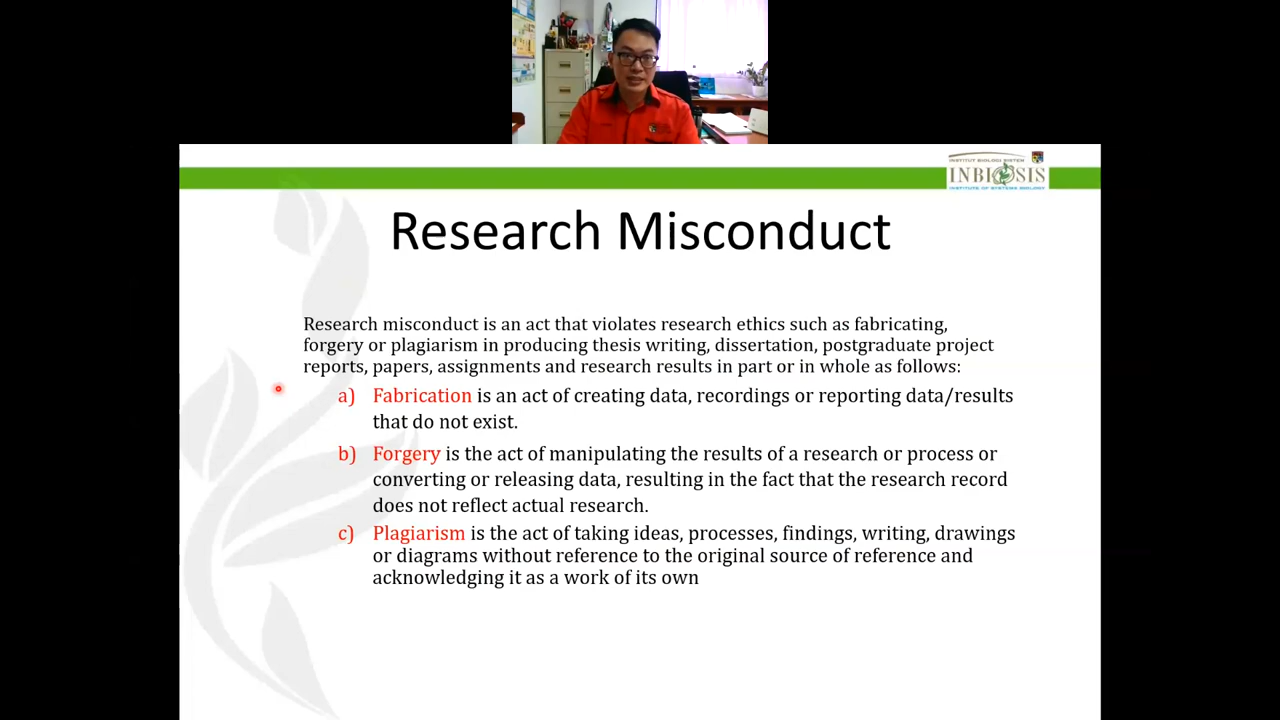 INSTITUT BIOLOGI SISTEM
INBIOSIS
INSTITUTE OF SYSTEMS BIOLOGY
Research Misconduct
Research misconduct is an act that violates research ethics such as fabricating,
forgery or plagiarism in producing thesis writing, dissertation, postgraduate project
reports, papers, assignments and research results in part or in whole as follows:
a) Fabrication is an act of creating data, recordings or reporting data/results
that do not exist.
b) Forgery is the act of manipulating the results of a research or process or
converting or releasing data, resulting in the fact that the research record
does not reflect actual research.
c) Plagiarism is the act of taking ideas, processes, findings, writing, drawings
or diagrams without reference to the original source of reference and
acknowledging it as a work of its own